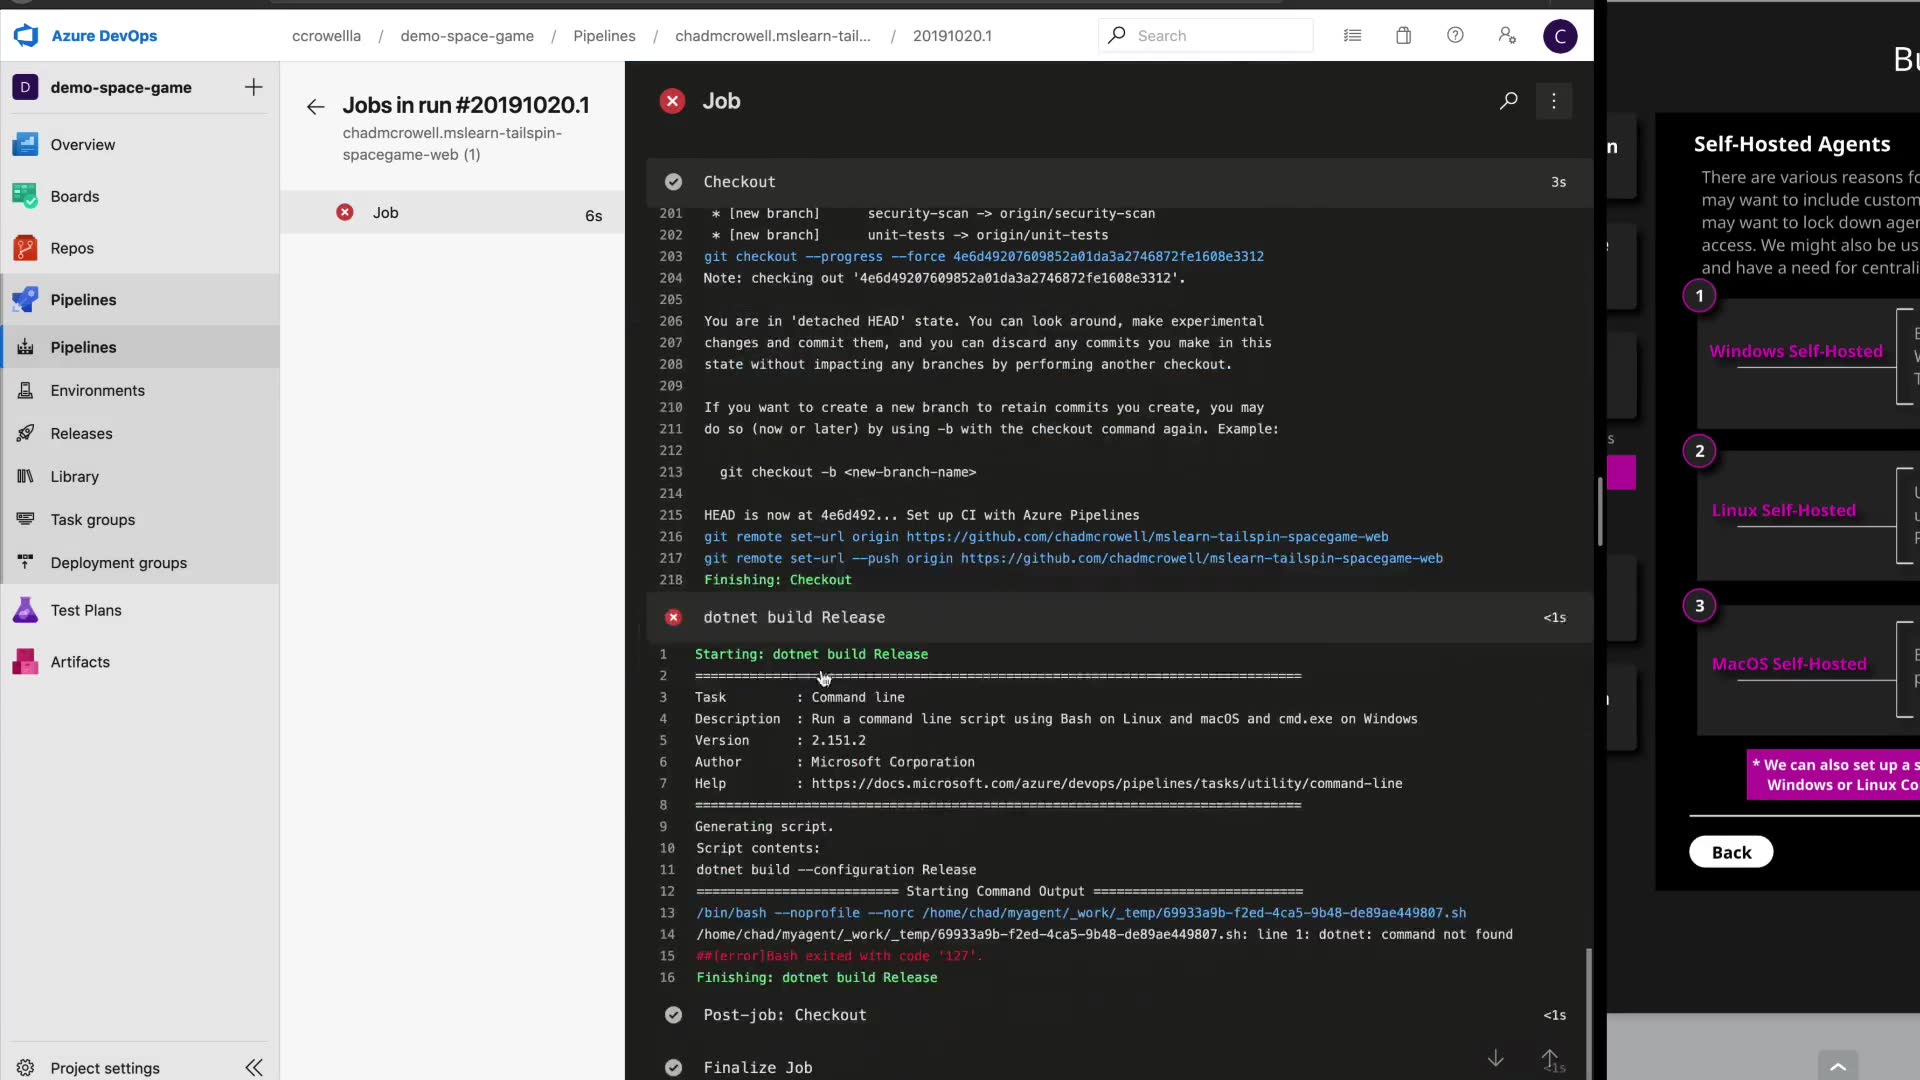 Azure DevOps
ccrowellla / demo-space-game / Pipelines / chadmcrowell.mslearn-tail... / 20191020.1
Search
C
D demo-space-game
Overview
Boards
Repos
Pipelines
Pipelines
Environments
Releases
Library
Task groups
Deployment groups
Test Plans
Artifacts
Project settings
Jobs in run #20191020.1
chadmcrowell.mslearn-tailspin-
spacegame-web (1)
Job 6s
Job
Checkout 3s
201 * [new branch] security-scan -> origin/security-scan
202 * [new branch] unit-tests -> origin/unit-tests
203 git checkout --progress --force 4e6d49207609852a01da3a2746872fe1608e3312
204 Note: checking out '4e6d49207609852a01da3a2746872fe1608e3312'.
205
206 You are in 'detached HEAD' state. You can look around, make experimental
207 changes and commit them, and you can discard any commits you make in this
208 state without impacting any branches by performing another checkout.
209
210 If you want to create a new branch to retain commits you create, you may
211 do so (now or later) by using -b with the checkout command again. Example:
212
213 git checkout -b <new-branch-name>
214
215 HEAD is now at 4e6d492... Set up CI with Azure Pipelines
216 git remote set-url origin https://github.com/chadmcrowell/mslearn-tailspin-spacegame-web
217 git remote set-url --push origin https://github.com/chadmcrowell/mslearn-tailspin-spacegame-web
218 Finishing: Checkout
dotnet build Release <1s
1 Starting: dotnet build Release
2 ==============================================================================
3 Task : Command line
4 Description : Run a command line script using Bash on Linux and macOS and cmd.exe on Windows
5 Version : 2.151.2
6 Author : Microsoft Corporation
7 Help : https://docs.microsoft.com/azure/devops/pipelines/tasks/utility/command-line
8 ==============================================================================
9 Generating script.
10 Script contents:
11 dotnet build --configuration Release
12 ========================== Starting Command Output ===========================
13 /bin/bash --noprofile --norc /home/chad/myagent/_work/_temp/69933a9b-f2ed-4ca5-9b48-de89ae449807.sh
14 /home/chad/myagent/_work/_temp/69933a9b-f2ed-4ca5-9b48-de89ae449807.sh: line 1: dotnet: command not found
15 ##[error]Bash exited with code '127'.
16 Finishing: dotnet build Release
Post-job: Checkout <1s
Finalize Job <1s
Bu
n
s
Self-Hosted Agents
There are various reasons fo
may want to include custom
may want to lock down agen
access. We might also be us
and have a need for centrali
1
Windows Self-Hosted
2
Linux Self-Hosted
3
MacOS Self-Hosted
* We can also set up a s
Windows or Linux Co
Back